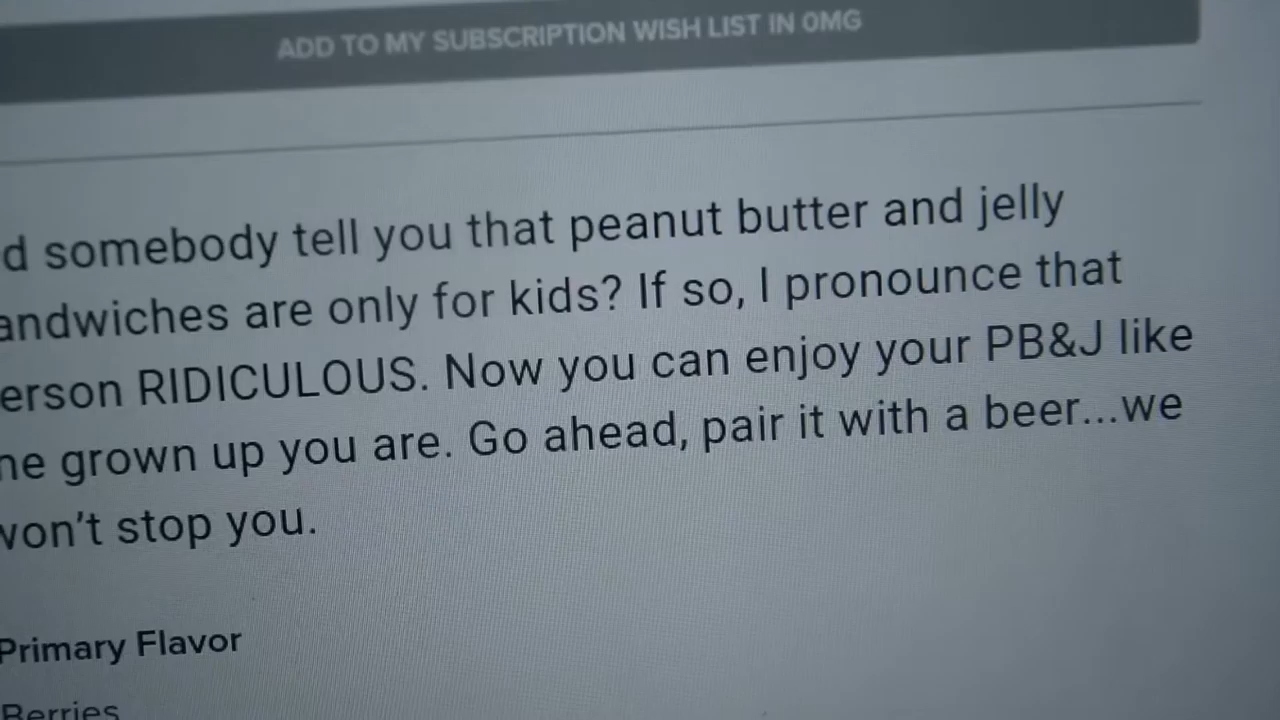 ADD TO MY SUBSCRIPTION WISH LIST IN 0MG
d somebody tell you that peanut butter and jelly
andwiches are only for kids? If so, I pronounce that
erson RIDICULOUS. Now you can enjoy your PB&J like
he grown up you are. Go ahead, pair it with a beer...we
won't stop you.
Primary Flavor
Berries